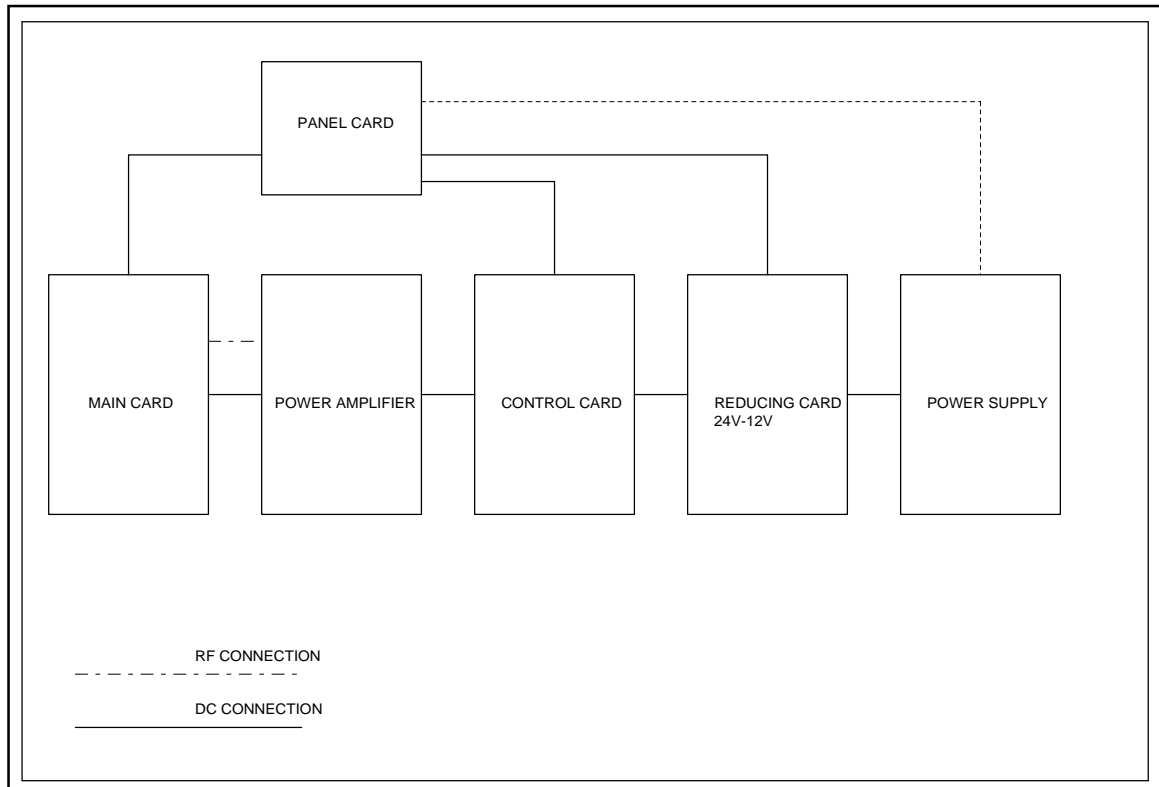 PANEL CARD
MAIN CARD
POWER AMPLIFIER
CONTROL CARD
REDUCING CARD
24V-12V
POWER SUPPLY
RF CONNECTION
DC CONNECTION